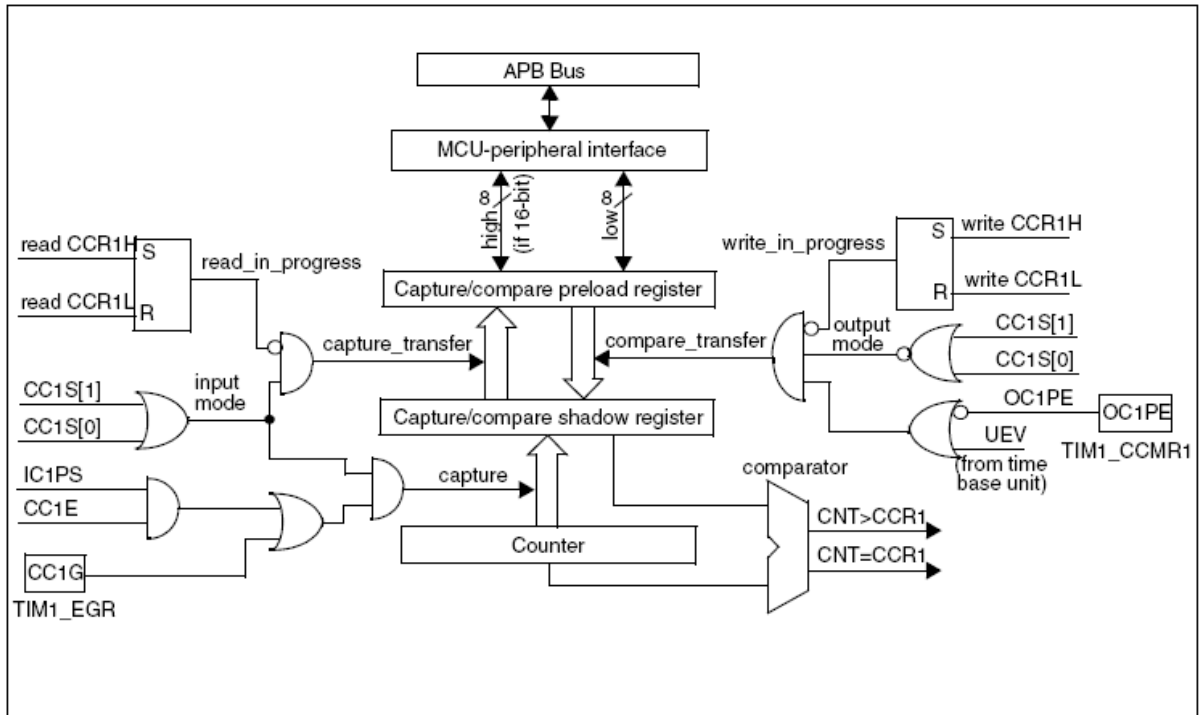 APB Bus
MCU-peripheral interface
8
high
(if 16-bit)
8
low
read CCR1H
S
read_in_progress
read CCR1L
R
write_in_progress
S
write CCR1H
R
write CCR1L
Capture/compare preload register
capture_transfer
compare_transfer
output
mode
CC1S[1]
CC1S[0]
CC1S[1]
CC1S[0]
input
mode
Capture/compare shadow register
OC1PE
OC1PE
UEV
TIM1_CCMR1
(from time
base unit)
IC1PS
CC1E
capture
comparator
CNT>CCR1
Counter
CNT=CCR1
CC1G
TIM1_EGR